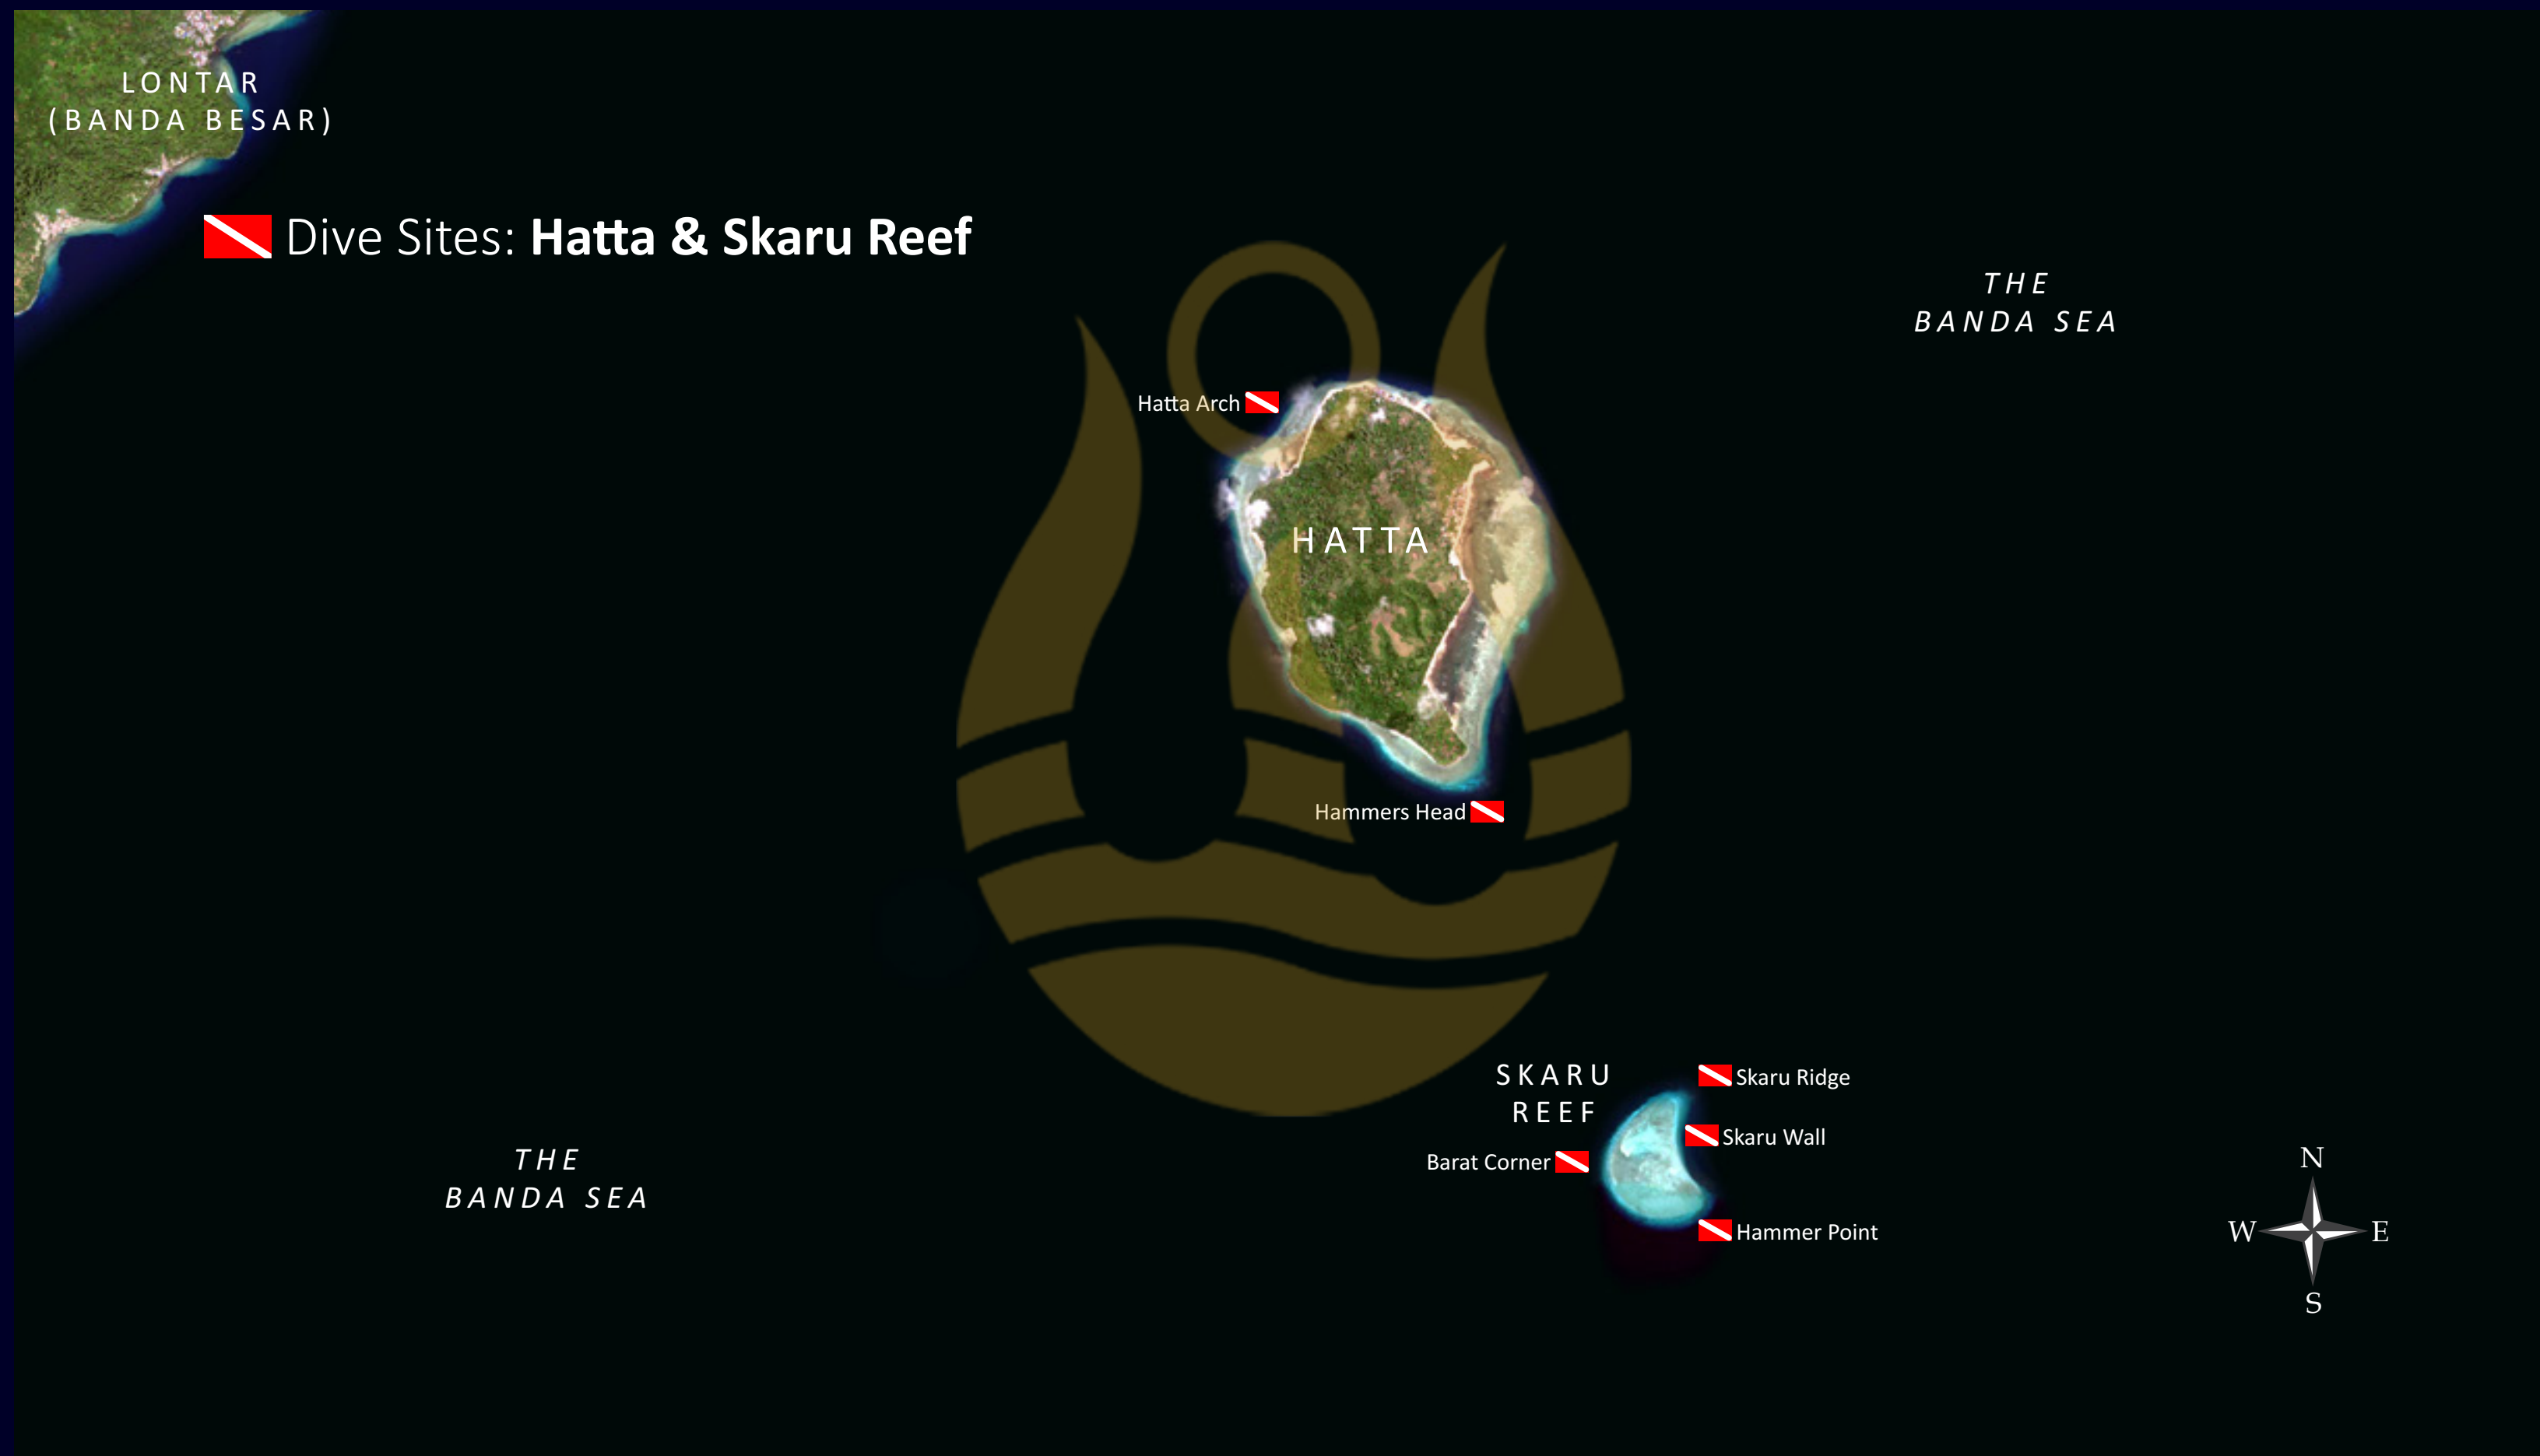 LONTAR
(BANDA BESAR)
Dive Sites: Hatta & Skaru Reef
THE
BANDA SEA
Hatta Arch
HATTA
Hammers Head
SKARU
REEF
Skaru Ridge
Skaru Wall
Barat Corner
Hammer Point
THE
BANDA SEA
N
W E
S